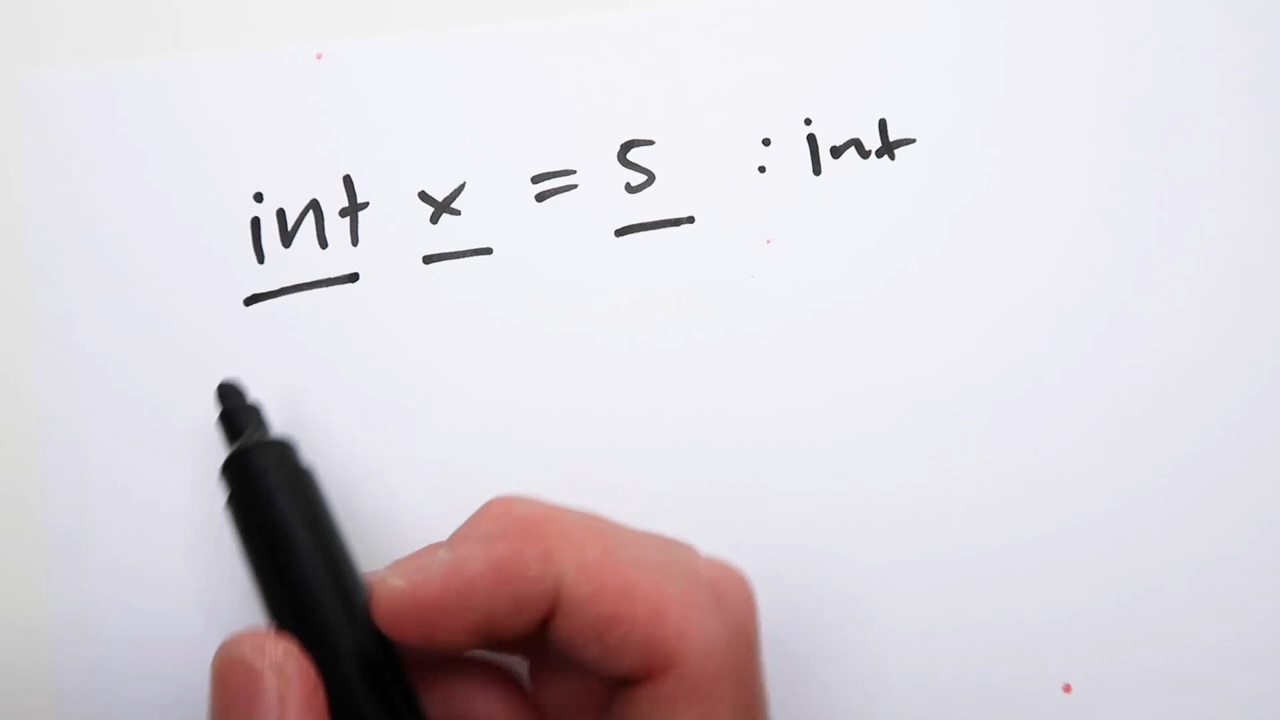 int x = 5 : int